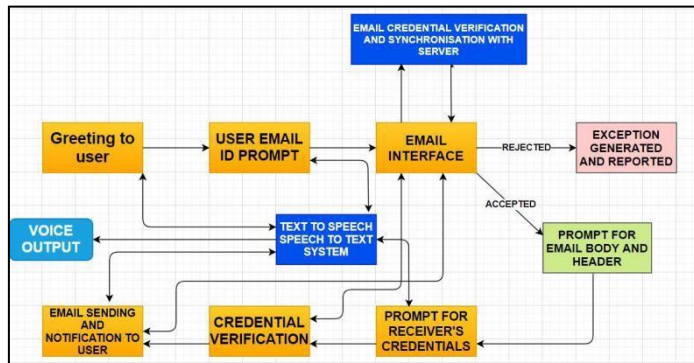 EMAIL CREDENTIAL VERIFICATION
AND SYNCHRONISATION WITH
SERVER
Greeting to
user
USER EMAIL
ID PROMPT
EMAIL
INTERFACE
REJECTED
EXCEPTION
GENERATED
AND REPORTED
ACCEPTED
VOICE
OUTPUT
TEXT TO SPEECH
SPEECH TO TEXT
SYSTEM
PROMPT FOR
EMAIL BODY AND
HEADER
EMAIL SENDING
AND
NOTIFICATION TO
USER
CREDENTIAL
VERIFICATION
PROMPT FOR
RECEIVER'S
CREDENTIALS